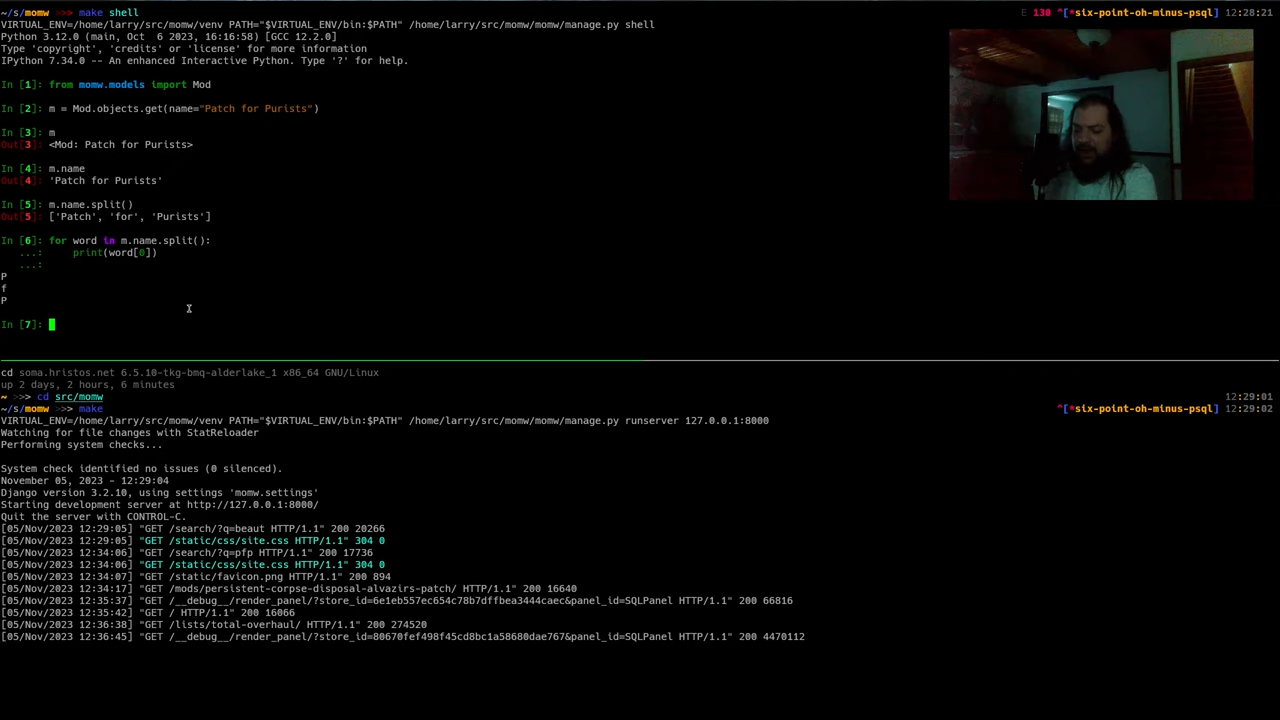 ~/s/momw >>> make shell E 130 ^[*six-point-oh-minus-psql] 12:28:21
VIRTUAL_ENV=/home/larry/src/momw/venv PATH="$VIRTUAL_ENV/bin:$PATH" /home/larry/src/momw/momw/manage.py shell
Python 3.12.0 (main, Oct  6 2023, 16:16:58) [GCC 12.2.0]
Type 'copyright', 'credits' or 'license' for more information
IPython 7.34.0 -- An enhanced Interactive Python. Type '?' for help.
In [1]: from momw.models import Mod
In [2]: m = Mod.objects.get(name="Patch for Purists")
In [3]: m
Out[3]: <Mod: Patch for Purists>
In [4]: m.name
Out[4]: 'Patch for Purists'
In [5]: m.name.split()
Out[5]: ['Patch', 'for', 'Purists']
In [6]: for word in m.name.split():
   ...:     print(word[0])
   ...:
P
f
P
In [7]:
cd soma.hristos.net 6.5.10-tkg-bmq-alderlake_1 x86_64 GNU/Linux
up 2 days, 2 hours, 6 minutes
~ >>> cd src/momw 12:29:01
~/s/momw >>> make ^[*six-point-oh-minus-psql] 12:29:02
VIRTUAL_ENV=/home/larry/src/momw/venv PATH="$VIRTUAL_ENV/bin:$PATH" /home/larry/src/momw/momw/manage.py runserver 127.0.0.1:8000
Watching for file changes with StatReloader
Performing system checks...
System check identified no issues (0 silenced).
November 05, 2023 - 12:29:04
Django version 3.2.10, using settings 'momw.settings'
Starting development server at http://127.0.0.1:8000/
Quit the server with CONTROL-C.
[05/Nov/2023 12:29:05] "GET /search/?q=beaut HTTP/1.1" 200 20266
[05/Nov/2023 12:29:05] "GET /static/css/site.css HTTP/1.1" 304 0
[05/Nov/2023 12:34:06] "GET /search/?q=pfp HTTP/1.1" 200 17736
[05/Nov/2023 12:34:06] "GET /static/css/site.css HTTP/1.1" 304 0
[05/Nov/2023 12:34:07] "GET /static/favicon.png HTTP/1.1" 200 894
[05/Nov/2023 12:34:17] "GET /mods/persistent-corpse-disposal-alvazirs-patch/ HTTP/1.1" 200 16640
[05/Nov/2023 12:35:37] "GET /__debug__/render_panel/?store_id=6e1eb557ec654c78b7dffbea3444caec&panel_id=SQLPanel HTTP/1.1" 200 66816
[05/Nov/2023 12:35:42] "GET / HTTP/1.1" 200 16066
[05/Nov/2023 12:36:38] "GET /lists/total-overhaul/ HTTP/1.1" 200 274520
[05/Nov/2023 12:36:45] "GET /__debug__/render_panel/?store_id=80670fef498f45cd8bc1a58680dae767&panel_id=SQLPanel HTTP/1.1" 200 4470112